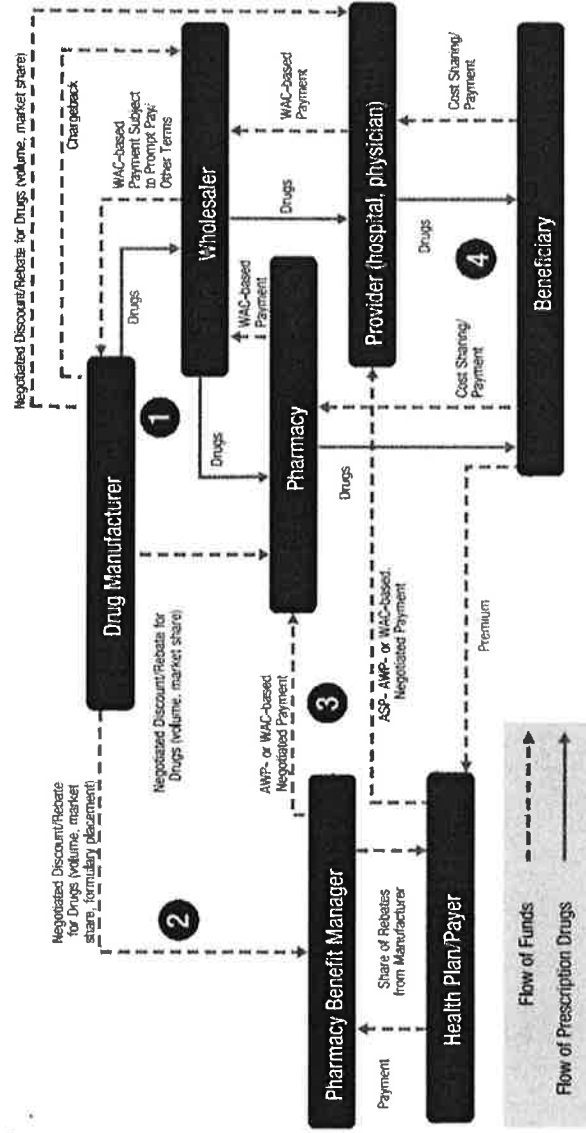 Negotiated Discount/Rebate for Drugs (volume, market share)
Chargeback
Drug Manufacturer
1
Drugs
WAC-based
Payment Subject
to Prompt Pay/
Other Terms
Negotiated Discount/Rebate
for Drugs (volume, market
share, formulary placement)
2
Negotiated Discount/Rebate for
Drugs (volume, market share)
Drugs
Wholesaler
WAC-based
Payment
Drugs
WAC-based
Payment
Pharmacy
AWP- or WAC-based
Negotiated Payment
3
Pharmacy Benefit Manager
Provider (hospital, physician)
Payment
Share of Rebates
from Manufacturer
ASP- AWP- or WAC-based.
Negotiated Payment
Drugs
Cost Sharing/
Payment
Drugs
4
Cost Sharing/
Payment
Health Plan/Payer
Premium
Beneficiary
Flow of Funds
Flow of Prescription Drugs